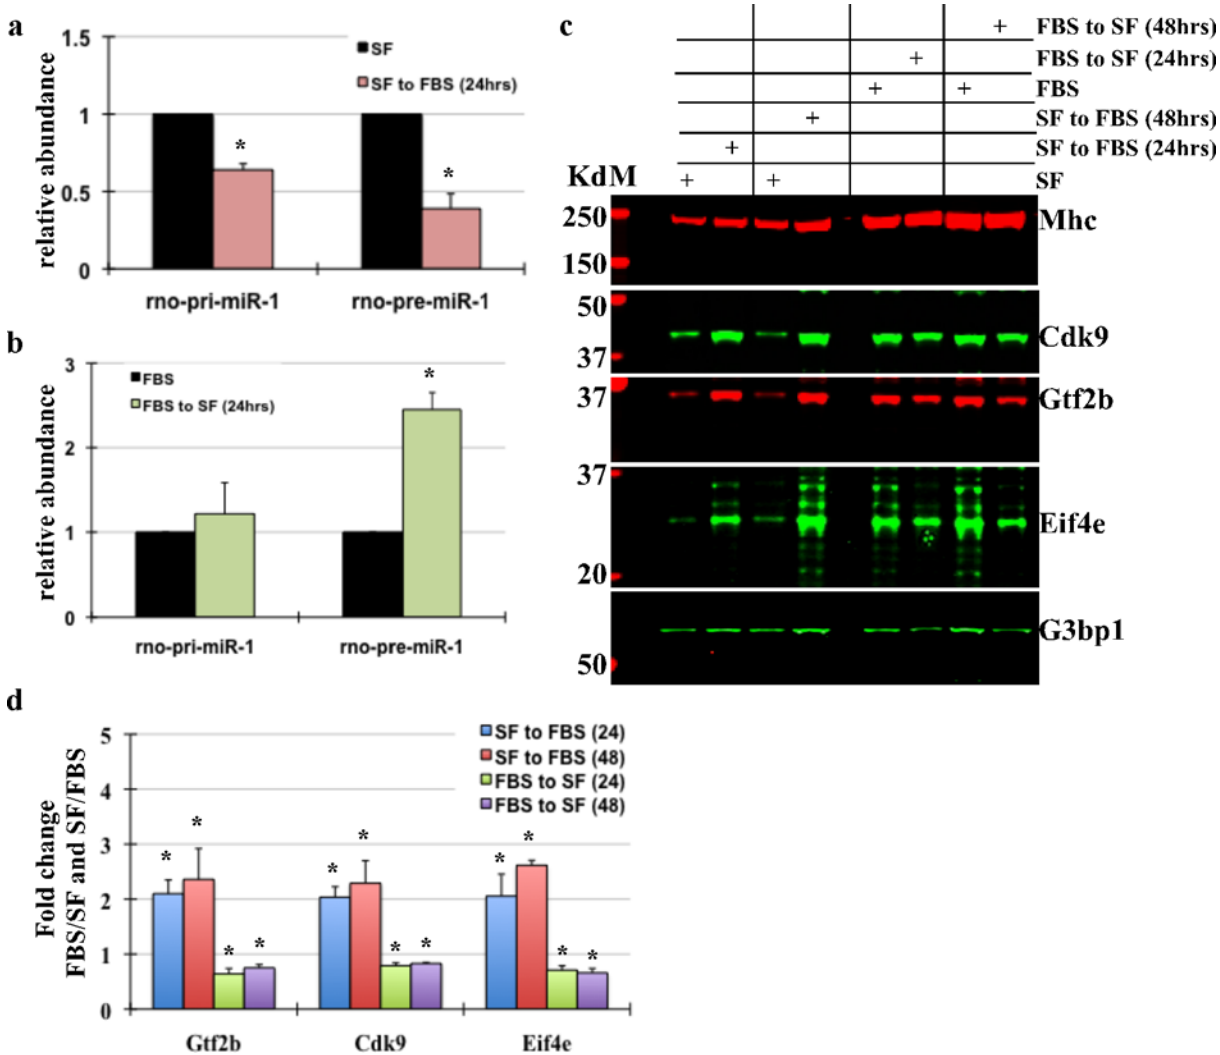 a
1.5
1
0.5
0
relative abundance
SF
SF to FBS (24hrs)
*
*
rno-pri-miR-1
rno-pre-miR-1
b
3
2
1
0
relative abundance
FBS
FBS to SF (24hrs)
*
rno-pri-miR-1
rno-pre-miR-1
c
+ FBS to SF (48hrs)
+ FBS to SF (24hrs)
+ + FBS
+ SF to FBS (48hrs)
+ SF to FBS (24hrs)
+ + SF
KdM
250
150
Mhc
50
37
Cdk9
37
Gtf2b
37
20
Eif4e
50
G3bp1
d
5
4
3
2
1
0
Fold change
FBS/SF and SF/FBS
SF to FBS (24)
SF to FBS (48)
FBS to SF (24)
FBS to SF (48)
* * * *
* * * *
* * * *
Gtf2b
Cdk9
Eif4e